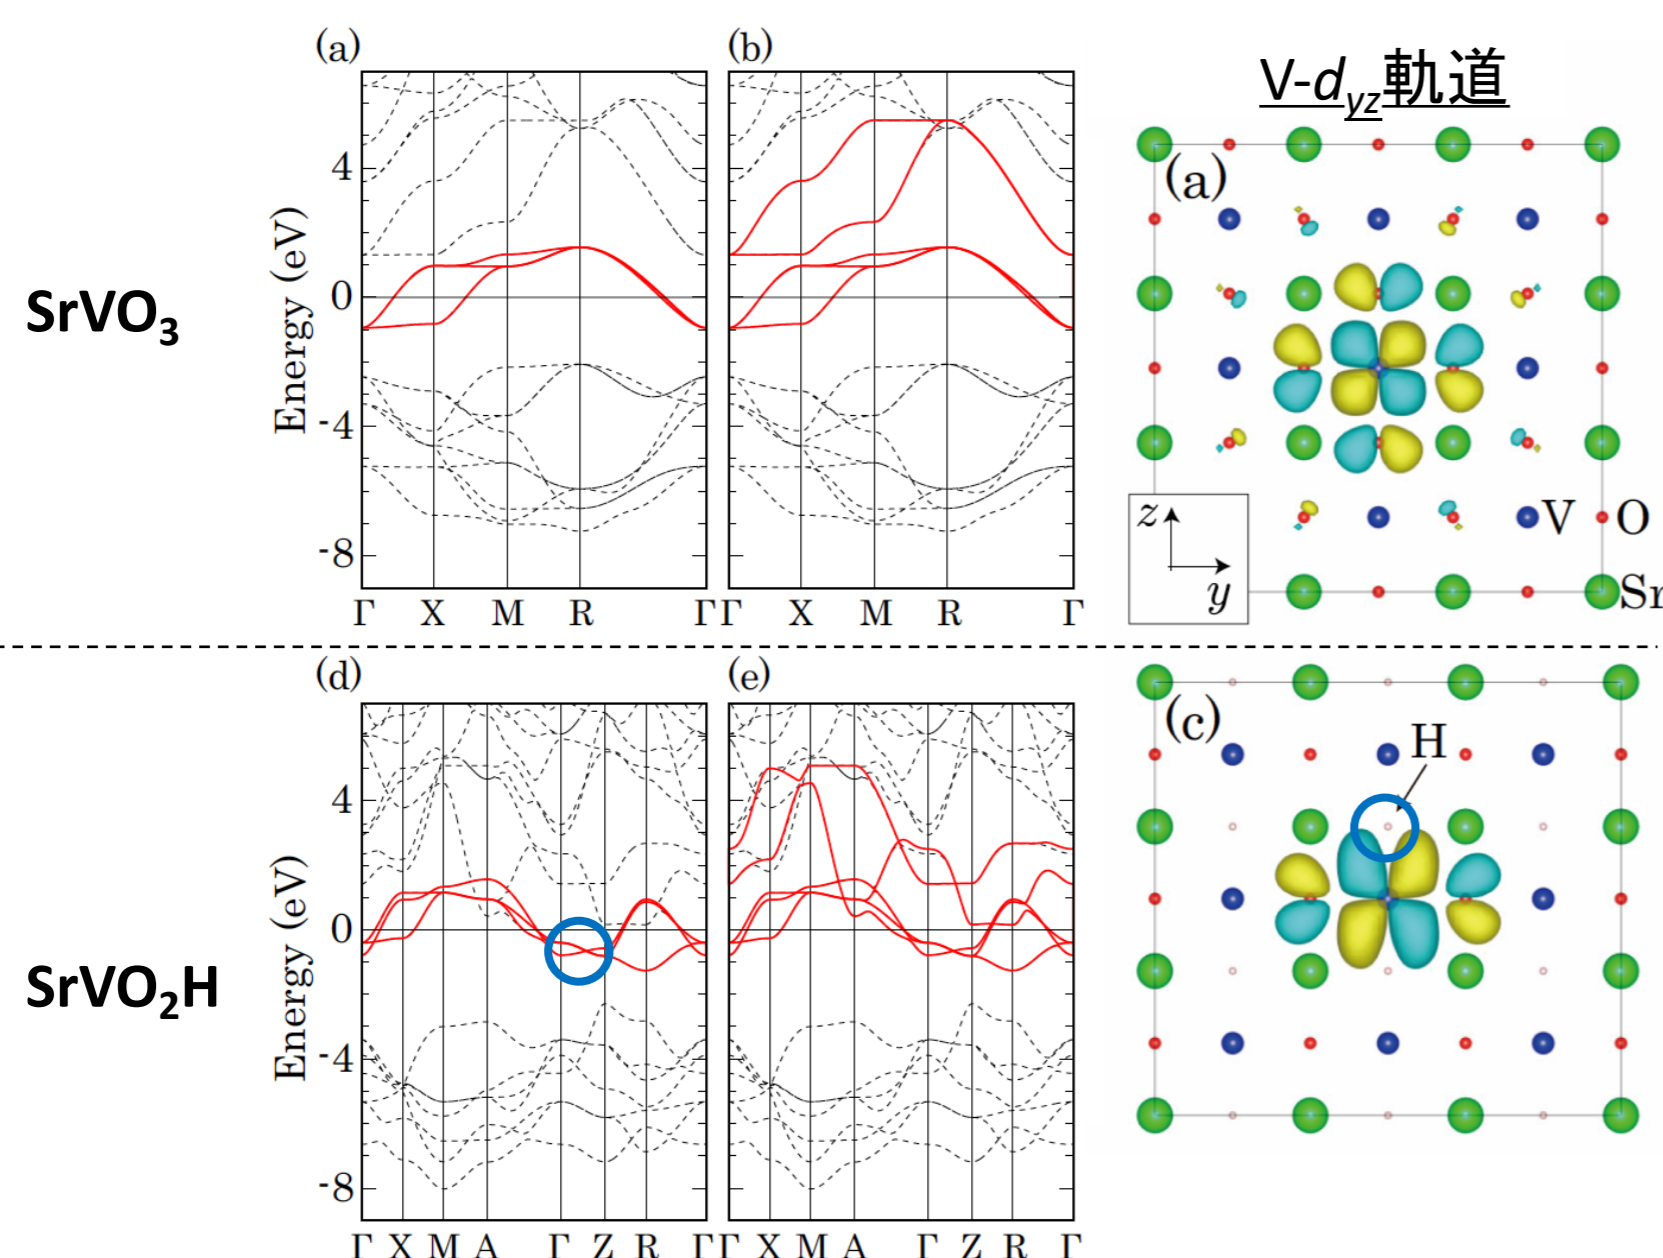 (a)
(b)
V-d_yz軌道
Energy (eV)
4
0
-4
-8
Γ X M R Γ
Γ X M R Γ
SrVO₃
(a)
z
y
V
O
Sr
(d)
(e)
Energy (eV)
4
0
-4
-8
Γ X M A Γ Z R Γ
Γ X M A Γ Z R Γ
SrVO₂H
(c)
H